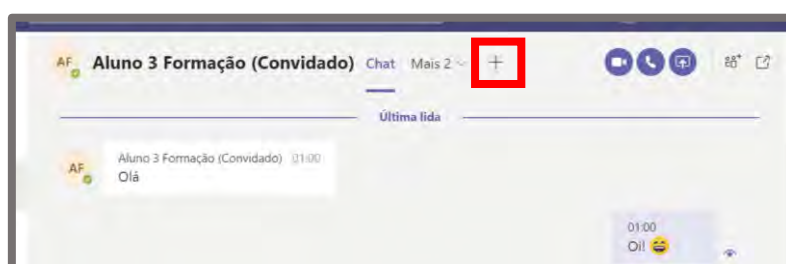 AF Aluno 3 Formação (Convidado) Chat Mais 2
Última lida
Aluno 3 Formação (Convidado) 01:00
AF
Olá
01:00
Oi! 😄